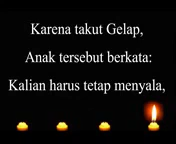 Karena takut Gelap,
Anak tersebut berkata:
Kalian harus tetap menyala,